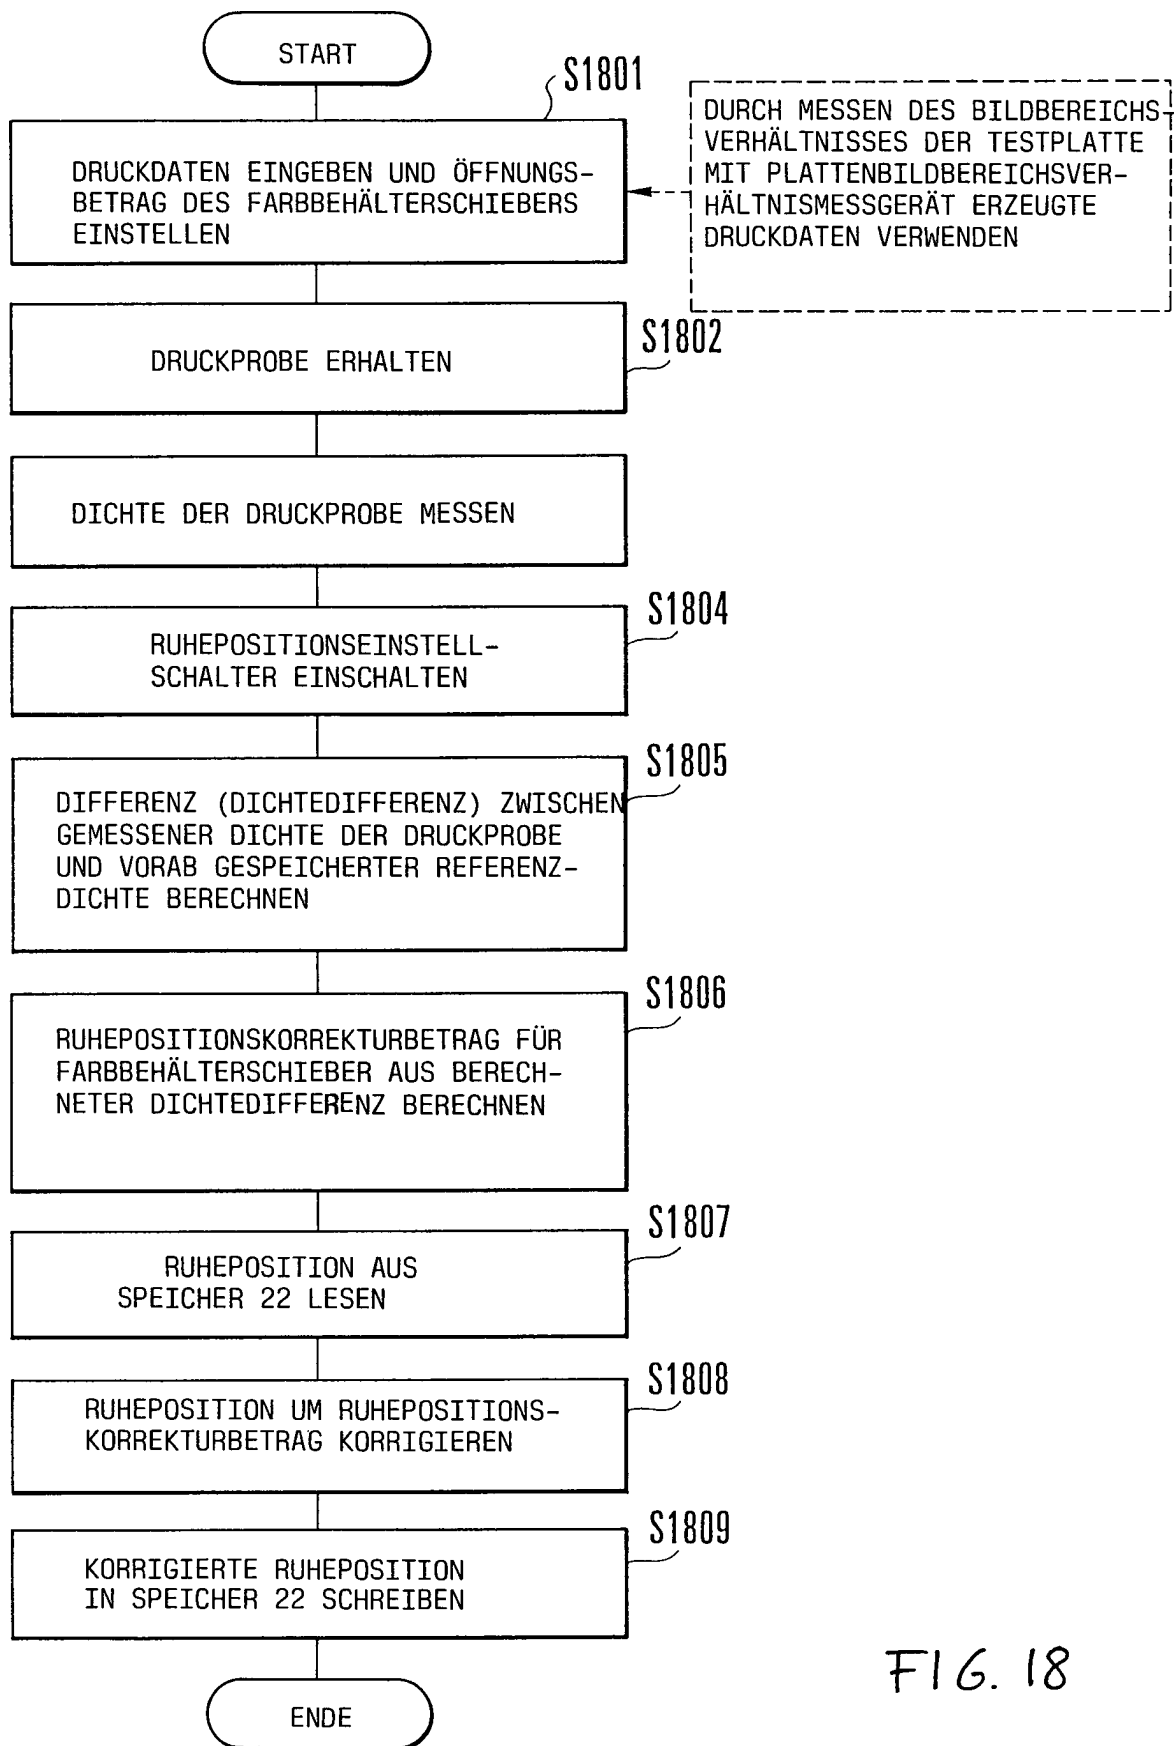 START
S1801
DRUCKDATEN EINGEBEN UND ÖFFNUNGS-
BETRAG DES FARBBEHÄLTERSCHIEBERS
EINSTELLEN
DURCH MESSEN DES BILDBEREICHS-
VERHÄLTNISSES DER TESTPLATTE
MIT PLATTENBILDBEREICHSVER-
HÄLTNISMESSGERÄT ERZEUGTE
DRUCKDATEN VERWENDEN
S1802
DRUCKPROBE ERHALTEN
DICHTE DER DRUCKPROBE MESSEN
S1804
RUHEPOSITIONSEINSTELL-
SCHALTER EINSCHALTEN
S1805
DIFFERENZ (DICHTEDIFFERENZ) ZWISCHEN
GEMESSENER DICHTE DER DRUCKPROBE
UND VORAB GESPEICHERTER REFERENZ-
DICHTE BERECHNEN
S1806
RUHEPOSITIONSKORREKTURBETRAG FÜR
FARBBEHÄLTERSCHIEBER AUS BERECH-
NETER DICHTEDIFFERENZ BERECHNEN
S1807
RUHEPOSITION AUS
SPEICHER 22 LESEN
S1808
RUHEPOSITION UM RUHEPOSITIONS-
KORREKTURBETRAG KORRIGIEREN
S1809
KORRIGIERTE RUHEPOSITION
IN SPEICHER 22 SCHREIBEN
ENDE
FIG. 18